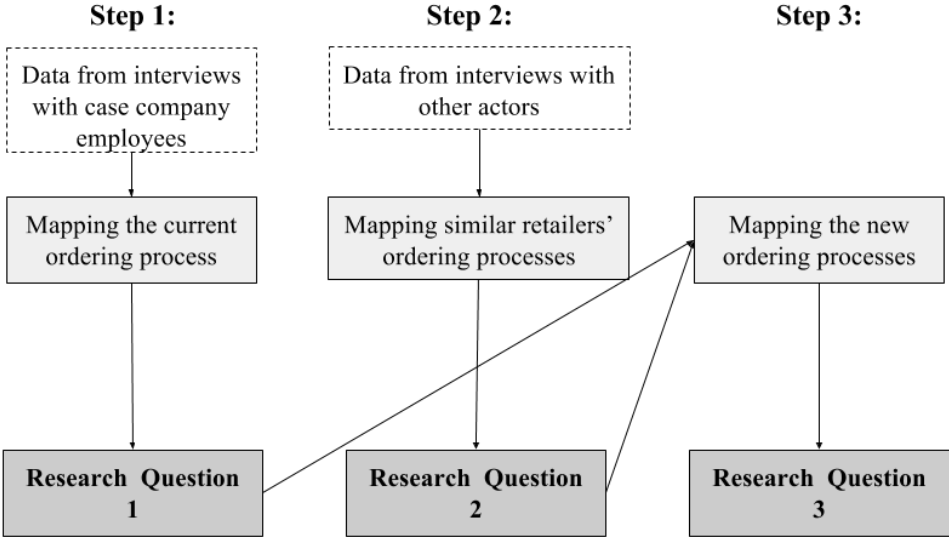 Step 1:
Step 2:
Step 3:
Data from interviews
with case company
employees
Data from interviews with
other actors
Mapping the current
ordering process
Mapping similar retailers’
ordering processes
Mapping the new
ordering processes
Research Question
1
Research Question
2
Research Question
3